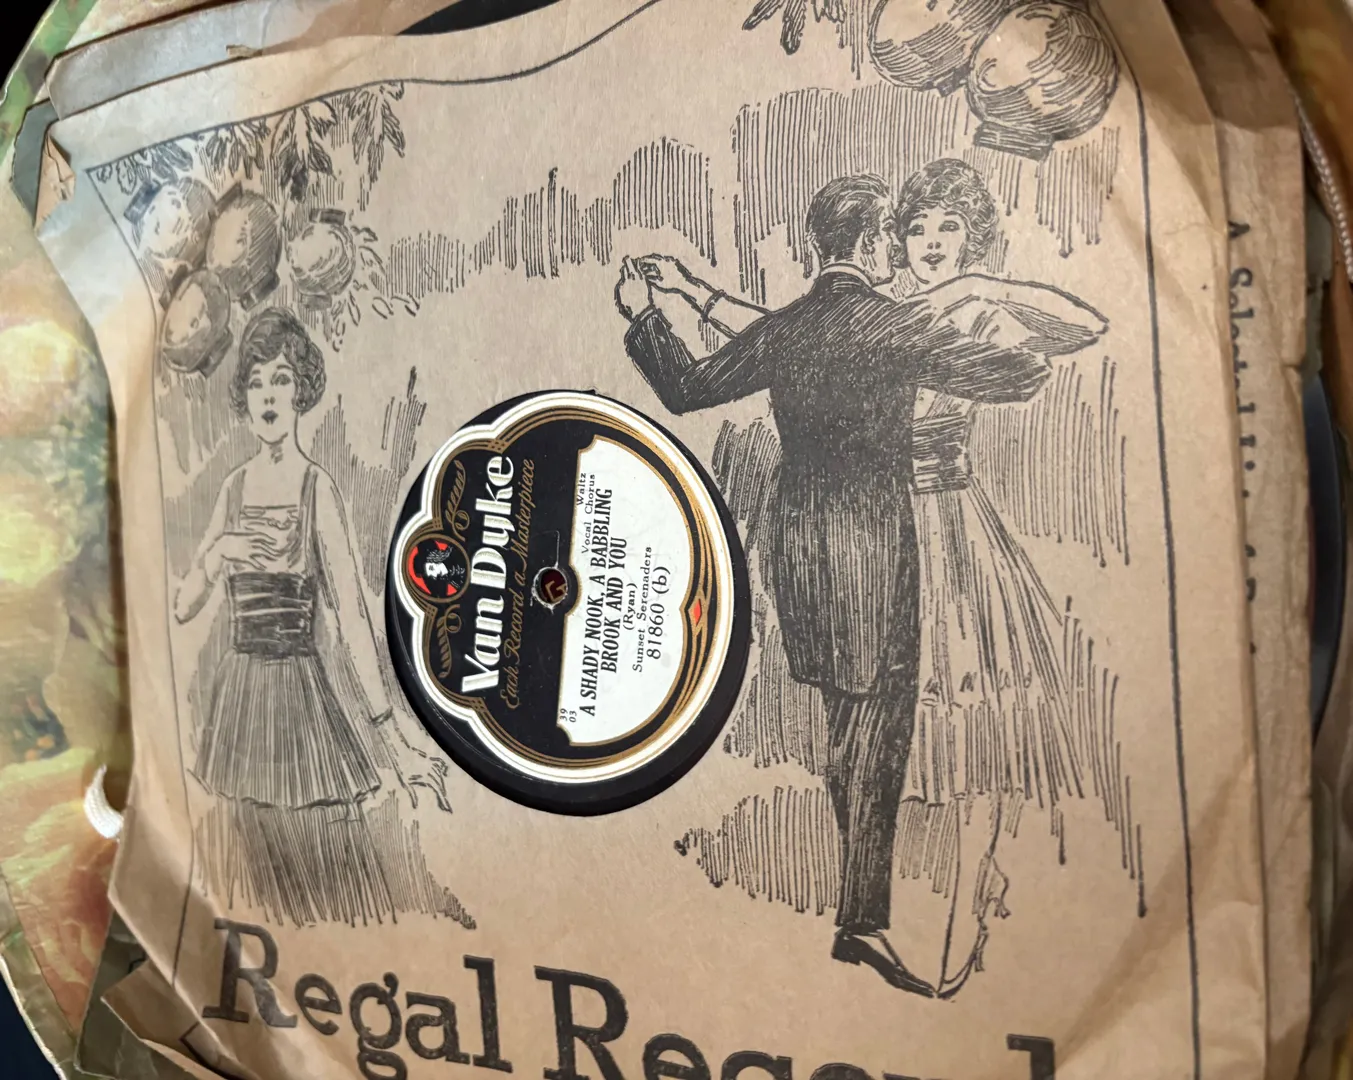 Van Dyke
Each Record a Masterpiece
Waltz
Vocal Chorus
39
03
A SHADY NOOK, A BABBLING
BROOK AND YOU
(Ryan)
Sunset Serenaders
81860 (b)
Regal Record
A Selected